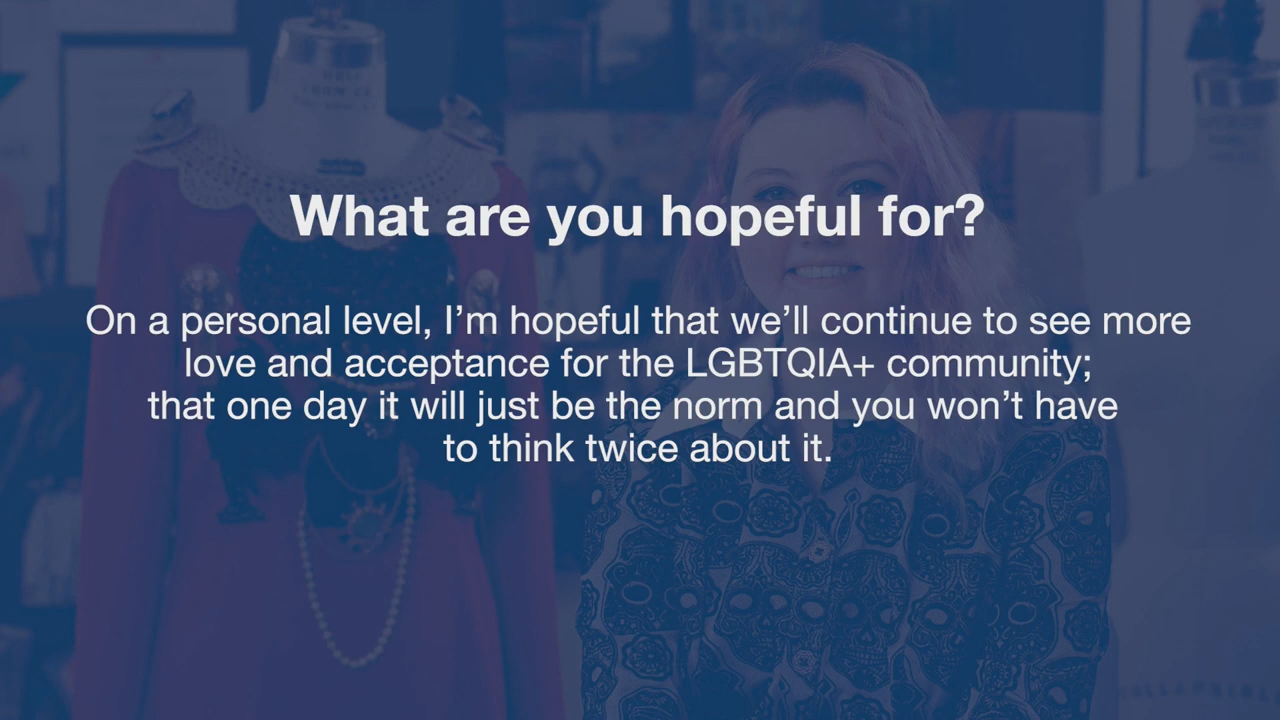 What are you hopeful for?
On a personal level, I’m hopeful that we’ll continue to see more
love and acceptance for the LGBTQIA+ community;
that one day it will just be the norm and you won’t have
to think twice about it.